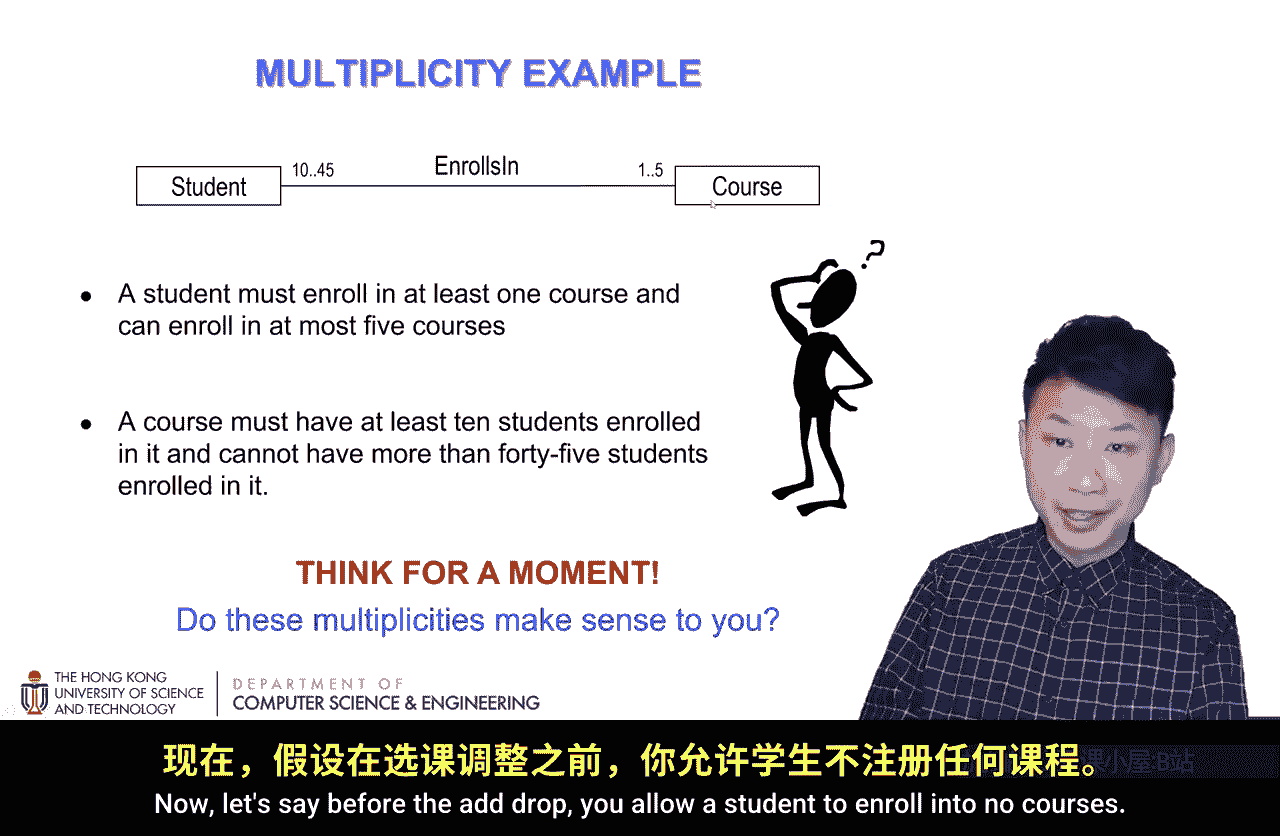 MULTIPLICITY EXAMPLE
10..45
EnrollsIn
1..5
Student
Course
?
• A student must enroll in at least one course and
can enroll in at most five courses
• A course must have at least ten students enrolled
in it and cannot have more than forty-five students
enrolled in it.
THINK FOR A MOMENT!
Do these multiplicities make sense to you?
THE HONG KONG
UNIVERSITY OF SCIENCE
AND TECHNOLOGY
DEPARTMENT OF
COMPUTER SCIENCE & ENGINEERING
现在，假设在选课调整之前，你允许学生不注册任何课程。
课小屋:B站
Now, let's say before the add drop, you allow a student to enroll into no courses.